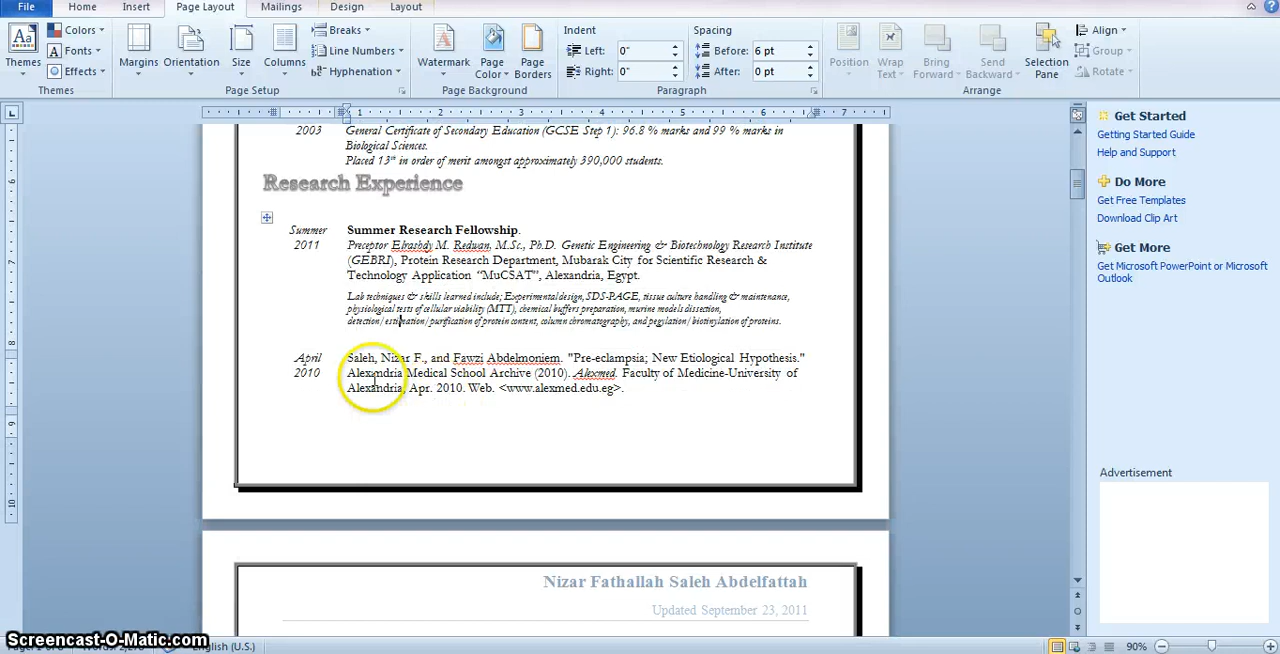 File Home Insert Page Layout Mailings Design Layout
Themes Colors Fonts Effects Themes
Margins Orientation Size Columns Breaks Line Numbers Hyphenation Page Setup
Watermark Page Color Page Borders Page Background
Indent Left: 0" Right: 0" Spacing Before: 6 pt After: 0 pt Paragraph
Position Wrap Text Bring Forward Send Backward Selection Pane Align Group Rotate Arrange
1 2 3 4 5 6 7
2003 General Certificate of Secondary Education (GCSE Step 1): 96.8 % marks and 99 % marks in
Biological Sciences.
Placed 13th in order of merit amongst approximately 390,000 students.
Research Experience
Summer Summer Research Fellowship.
2011 Preceptor Elrashdy M. Reduan, M.Sc., Ph.D. Genetic Engineering & Biotechnology Research Institute
(GEBRI), Protein Research Department, Mubarak City for Scientific Research &
Technology Application “MuCSAT”, Alexandria, Egypt.
Lab techniques & skills learned include; Experimental design, SDS-PAGE, tissue culture handling & maintenance,
physiological tests of cellular viability (MTT), chemical buffers preparation, murine models dissection,
detection/estimation/purification of protein content, column chromatography, and pegylation/biotinylation of proteins.
April Saleh, Nizar F., and Fawzi Abdelmoniem. "Pre-eclampsia; New Etiological Hypothesis."
2010 Alexandria Medical School Archive (2010). Alexmed. Faculty of Medicine-University of
Alexandria, Apr. 2010. Web. <www.alexmed.edu.eg>.
Nizar Fathallah Saleh Abdelfattah
Updated September 23, 2011
Get Started
Getting Started Guide
Help and Support
Do More
Get Free Templates
Download Clip Art
Get More
Get Microsoft PowerPoint or Microsoft
Outlook
Advertisement
Screencast-O-Matic.com
English (U.S.)
90%